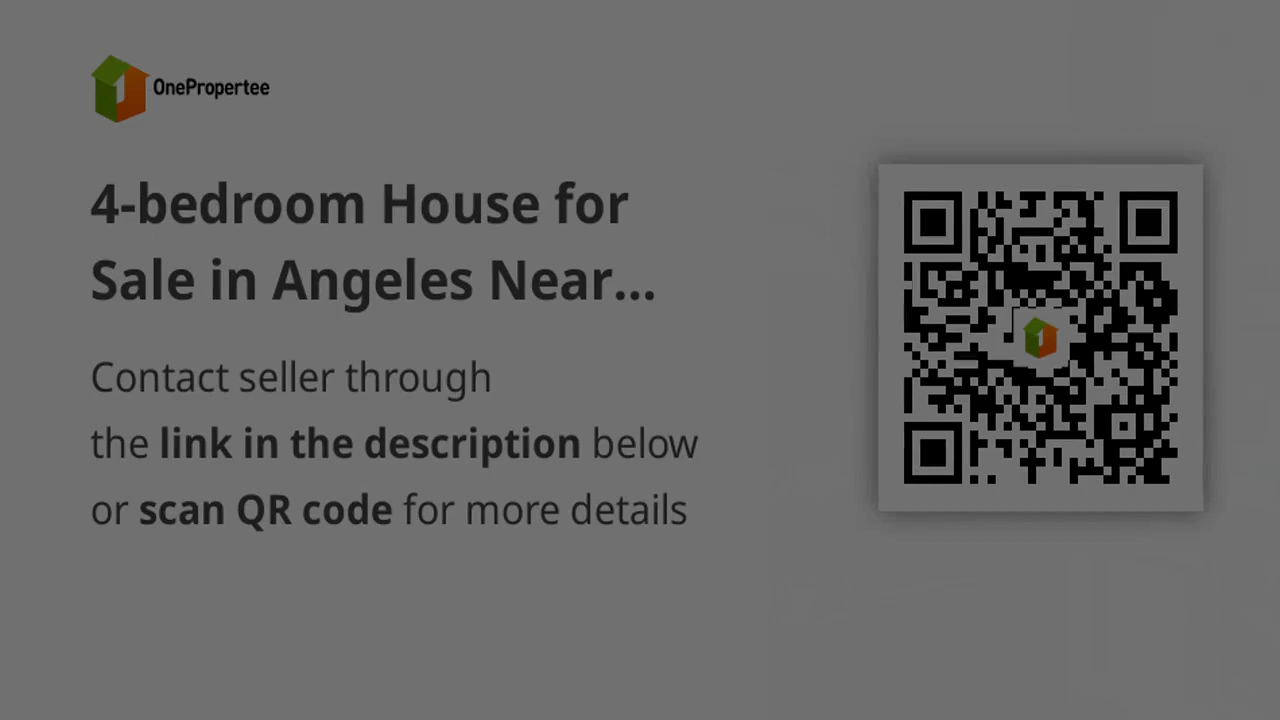 OnePropertee
4-bedroom House for
Sale in Angeles Near...
Contact seller through
the link in the description below
or scan QR code for more details